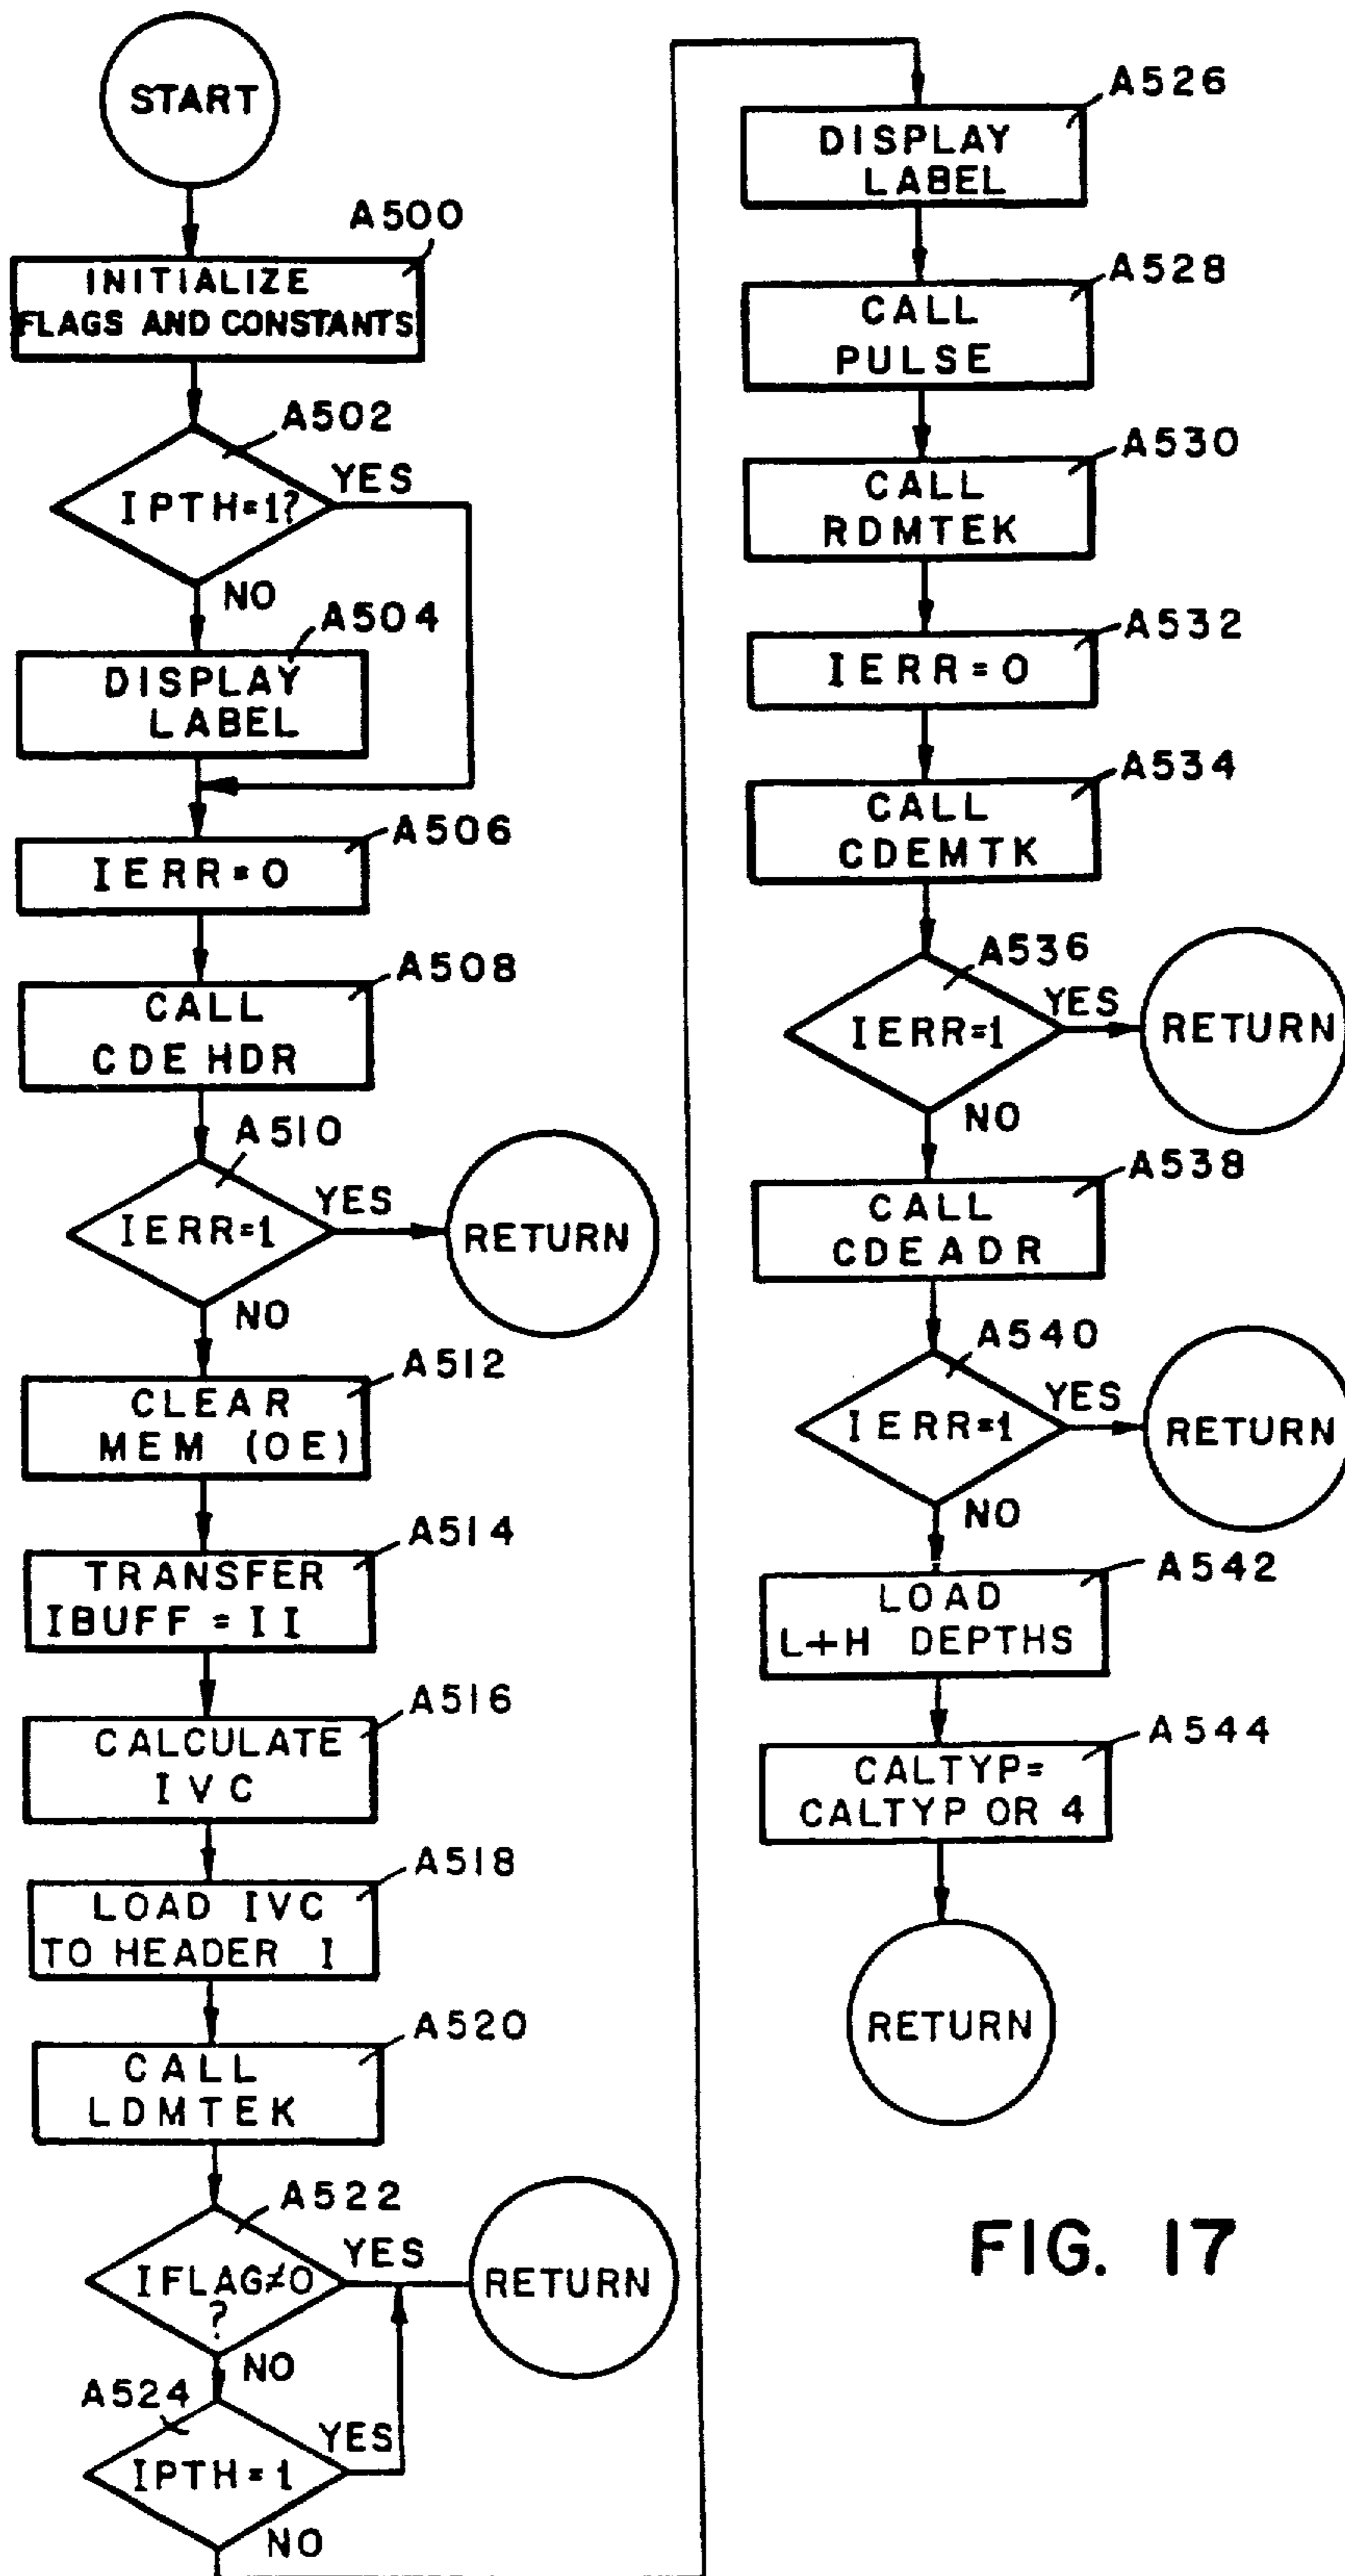 START
A500
INITIALIZE
FLAGS AND CONSTANTS
A502
IPTH=1?
YES
NO
A504
DISPLAY
LABEL
A506
IERR=0
A508
CALL
CDE HDR
A510
IERR=1
YES
RETURN
NO
A512
CLEAR
MEM (OE)
A514
TRANSFER
IBUFF = II
A516
CALCULATE
IVC
A518
LOAD IVC
TO HEADER I
A520
CALL
LDMTEK
A522
IFLAG≠0
?
YES
RETURN
NO
A524
IPTH=1
YES
NO
A526
DISPLAY
LABEL
A528
CALL
PULSE
A530
CALL
RDMTEK
A532
IERR=0
A534
CALL
CDEMTK
A536
IERR=1
YES
RETURN
NO
A538
CALL
CDEADR
A540
IERR=1
YES
RETURN
NO
A542
LOAD
L+H DEPTHS
A544
CALTYP=
CALTYP OR 4
RETURN
FIG. 17